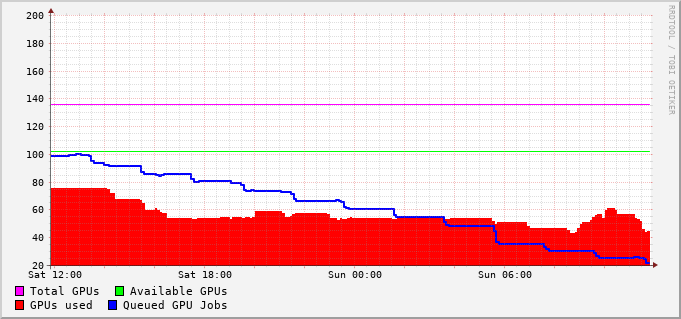 RRDTOOL / TOBI OETIKER
200
180
160
140
120
100
80
60
40
20
Sat 12:00 Sat 18:00 Sun 00:00 Sun 06:00
Total GPUs Available GPUs
GPUs used Queued GPU Jobs